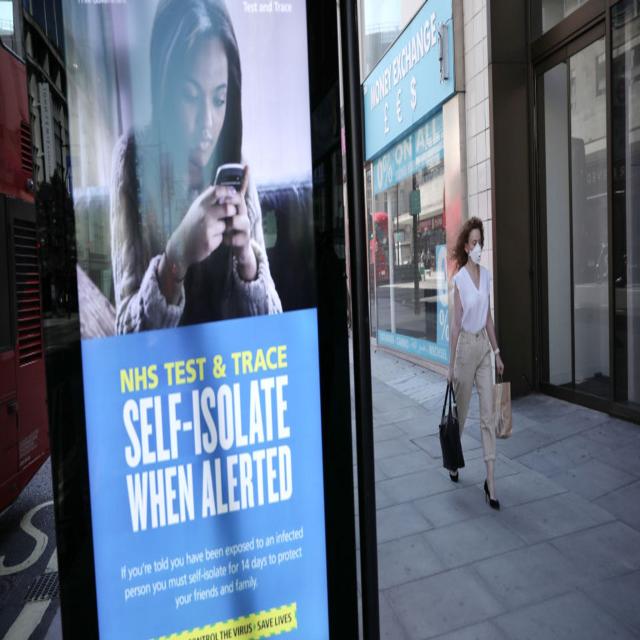 Test and Trace
NHS TEST & TRACE
SELF-ISOLATE
WHEN ALERTED
If you're told you have been exposed to an infected
person you must self-isolate for 14 days to protect
your friends and family.
CONTROL THE VIRUS SAVE LIVES
MONEY EXCHANGE
£ € $
ON ALL